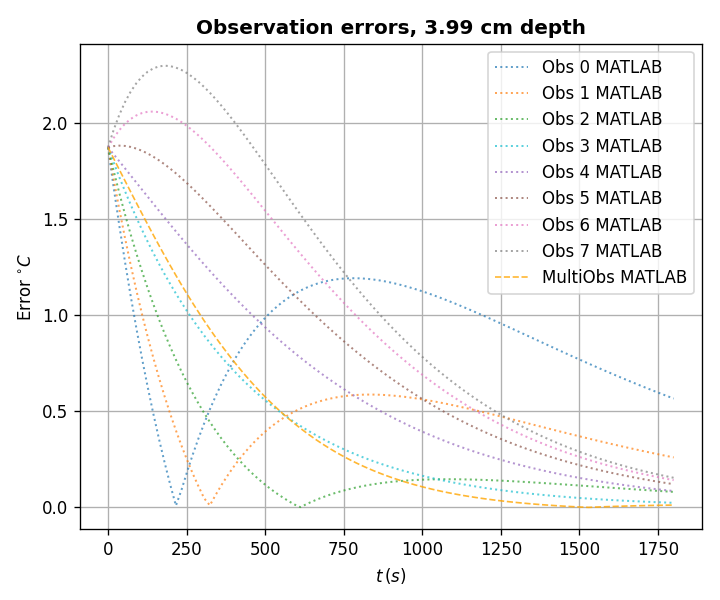 Observation errors, 3.99 cm depth
Obs 0 MATLAB
Obs 1 MATLAB
Obs 2 MATLAB
Obs 3 MATLAB
Obs 4 MATLAB
Obs 5 MATLAB
Obs 6 MATLAB
Obs 7 MATLAB
MultiObs MATLAB
Error °C
2.0
1.5
1.0
0.5
0.0
0 250 500 750 1000 1250 1500 1750
t (s)